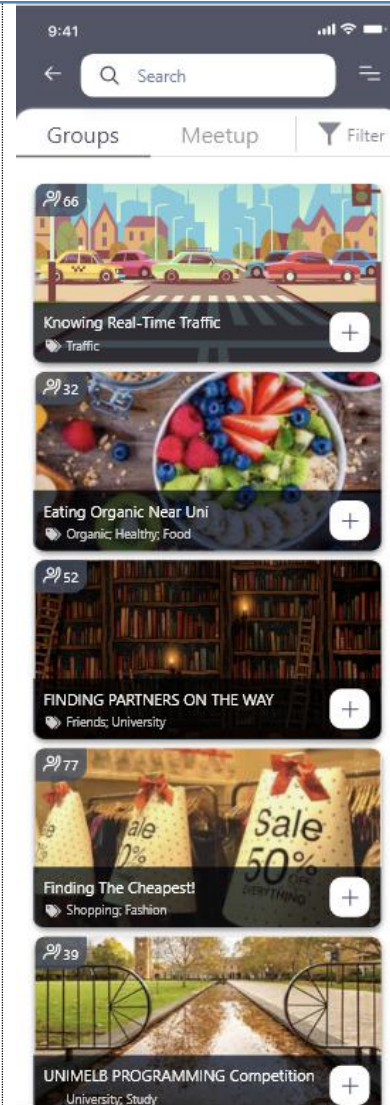 9:41
Search
Groups Meetup Filter
66
Knowing Real-Time Traffic
Traffic
32
Eating Organic Near Uni
Organic; Healthy; Food
52
FINDING PARTNERS ON THE WAY
Friends; University
77
Sale
50%
EVERYTHING
ale
Finding The Cheapest!
Shopping; Fashion
39
UNIMELB PROGRAMMING Competition
University; Study